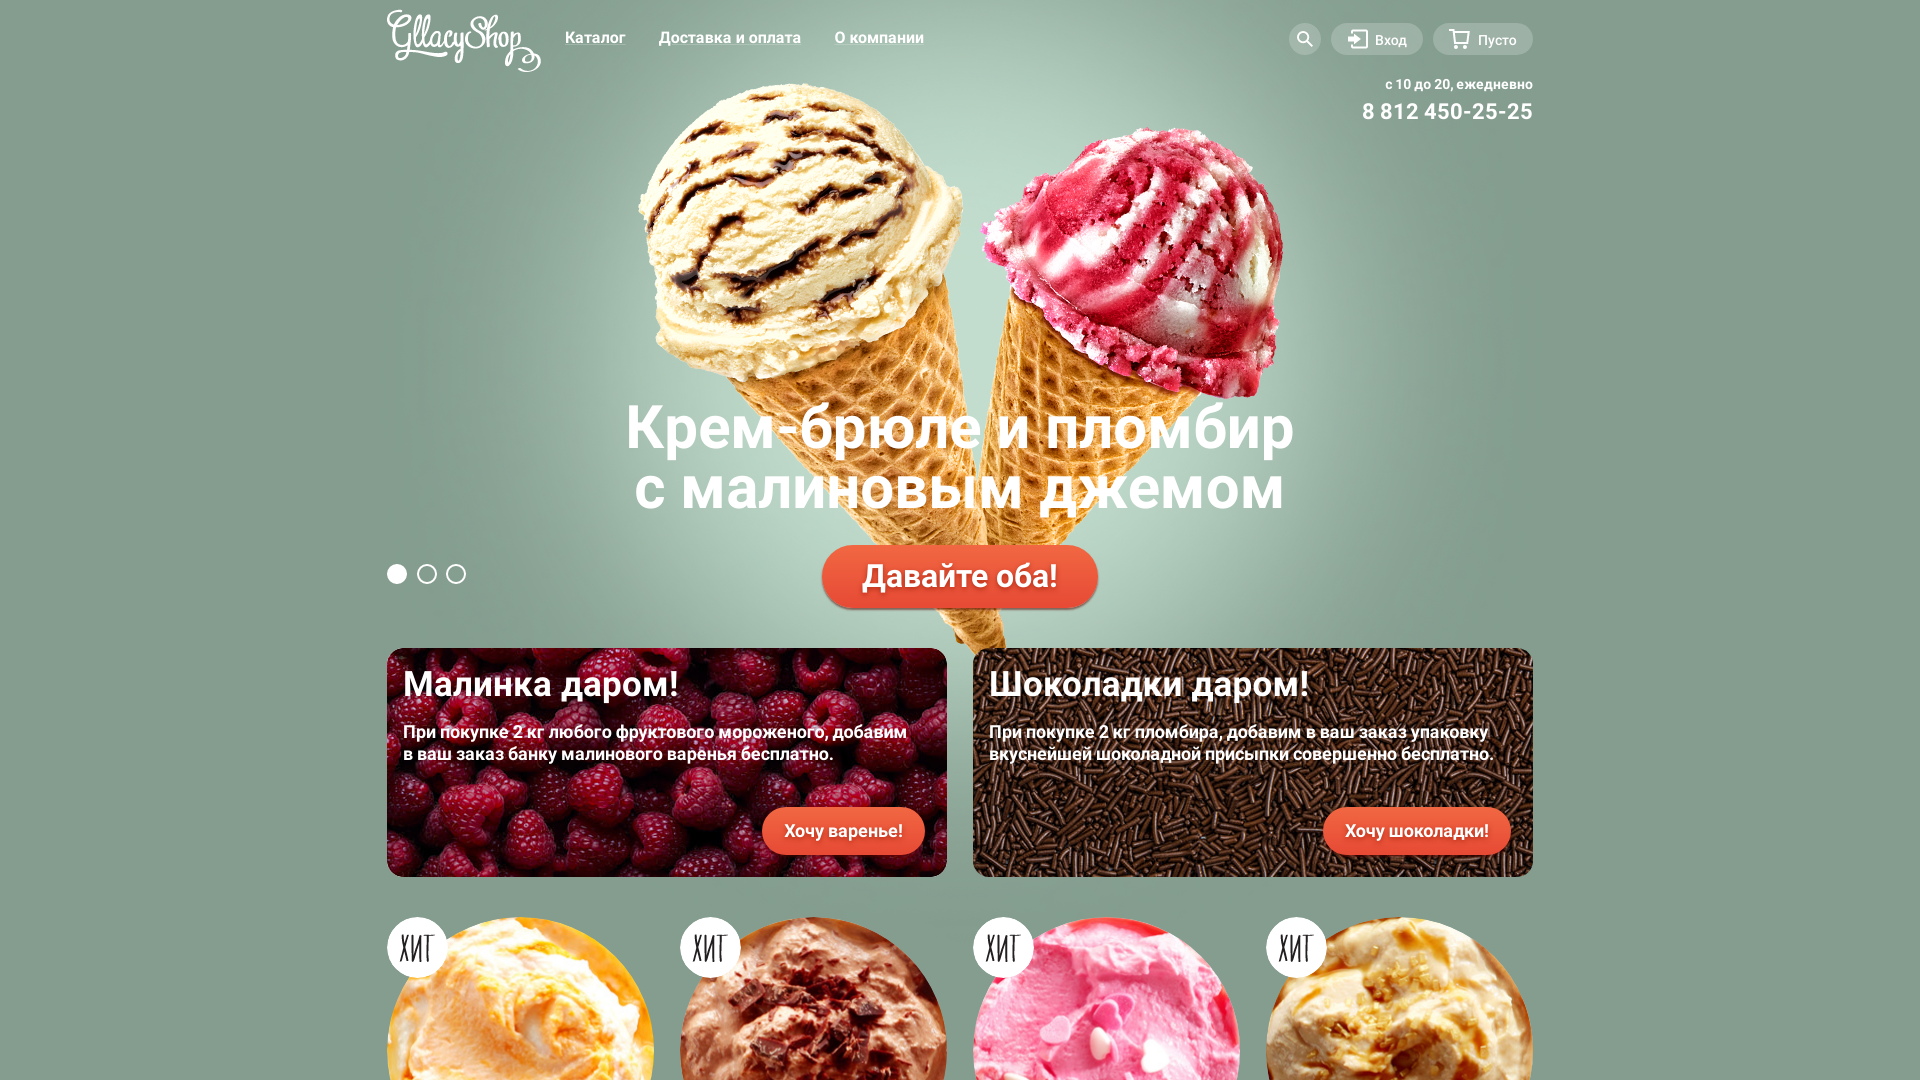 GllacyShop
Каталог
Доставка и оплата
О компании
Вход
Пусто
с 10 до 20, ежедневно
8 812 450-25-25
Крем-брюле и пломбир
с малиновым джемом
Давайте оба!
Малинка даром!
При покупке 2 кг любого фруктового мороженого, добавим
в ваш заказ банку малинового варенья бесплатно.
Хочу варенье!
Шоколадки даром!
При покупке 2 кг пломбира, добавим в ваш заказ упаковку
вкуснейшей шоколадной присыпки совершенно бесплатно.
Хочу шоколадки!
ХИТ
ХИТ
ХИТ
ХИТ